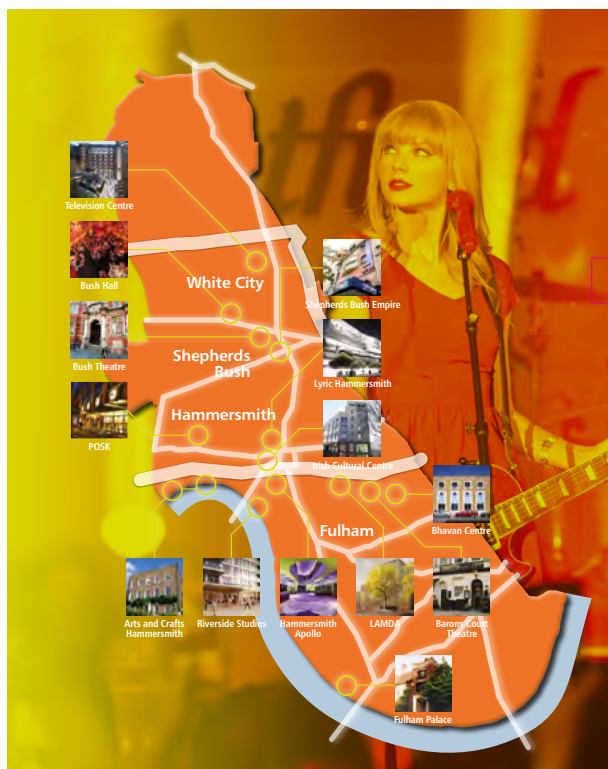 Television Centre
White City
Bush Hall
Shepherds Bush Empire
Bush Theatre
Shepherds
Bush
Lyric Hammersmith
Hammersmith
POSK
Irish Cultural Centre
Fulham
Bhavan Centre
Arts and Crafts
Hammersmith
Riverside Studios
Hammersmith
Apollo
LAMDA
Barons Court
Theatre
Fulham Palace